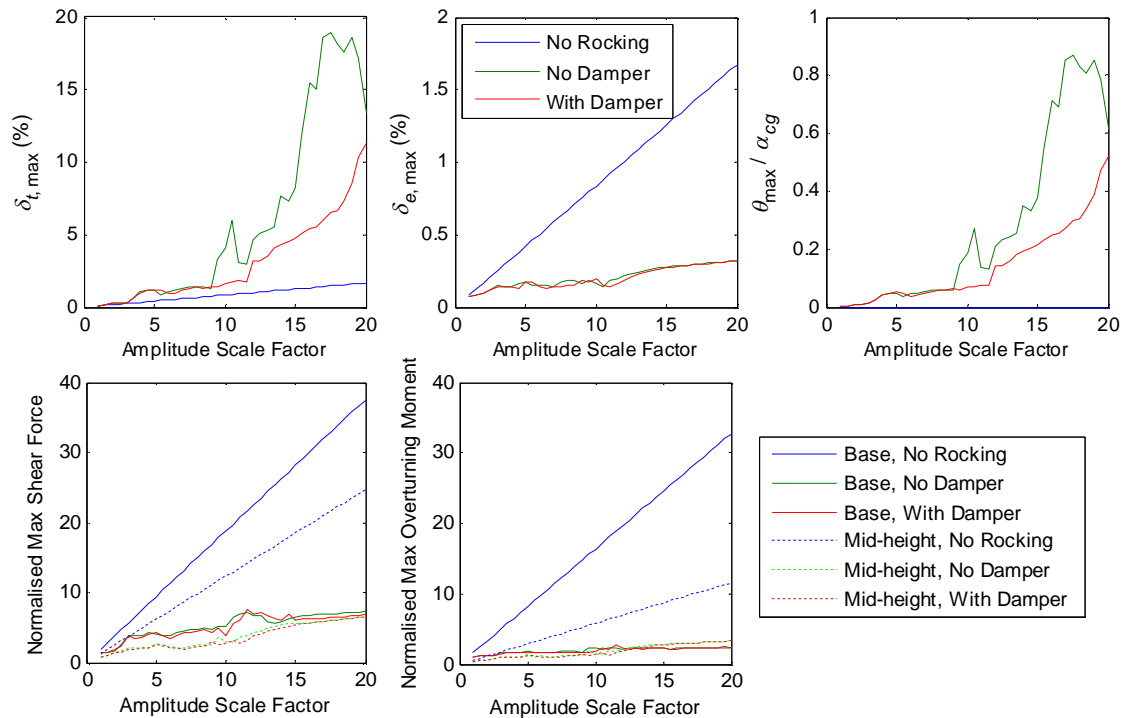 20
15
10
5
0
0
5
10
15
20
δt, max (%)
Amplitude Scale Factor
2
1.5
1
0.5
0
0
5
10
15
20
δe, max (%)
Amplitude Scale Factor
No Rocking
No Damper
With Damper
1
0.8
0.6
0.4
0.2
0
0
5
10
15
20
θmax / αcg
Amplitude Scale Factor
40
30
20
10
0
0
5
10
15
20
Normalised Max Shear Force
Amplitude Scale Factor
40
30
20
10
0
0
5
10
15
20
Normalised Max Overturning Moment
Amplitude Scale Factor
Base, No Rocking
Base, No Damper
Base, With Damper
Mid-height, No Rocking
Mid-height, No Damper
Mid-height, With Damper